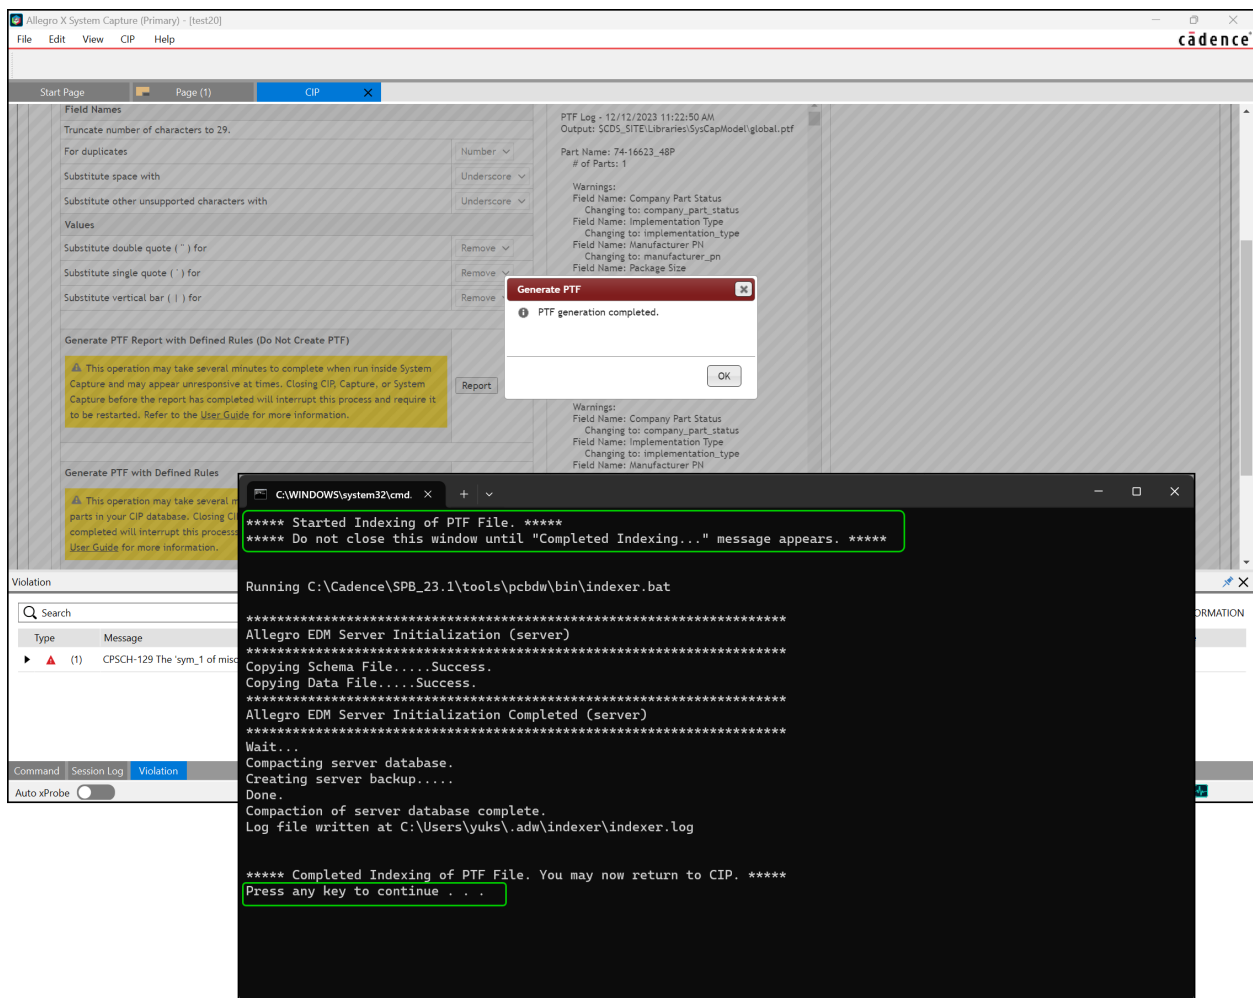 Allegro X System Capture (Primary) - [test20]
File Edit View CIP Help
cādence
Start Page Page (1) CIP
Field Names
Truncate number of characters to 29.
For duplicates Number
Substitute space with Underscore
Substitute other unsupported characters with Underscore
Values
Substitute double quote ( " ) for Remove
Substitute single quote ( ' ) for Remove
Substitute vertical bar ( | ) for Remove
Generate PTF Report with Defined Rules (Do Not Create PTF)
This operation may take several minutes to complete when run inside System
Capture and may appear unresponsive at times. Closing CIP, Capture, or System
Capture before the report has completed will interrupt this process and require it
to be restarted. Refer to the User Guide for more information.
Report
Generate PTF with Defined Rules
This operation may take several m
parts in your CIP database. Closing CI
completed will interrupt this process
User Guide for more information.
PTF Log - 12/12/2023 11:22:50 AM
Output: $CDS_SITE\Libraries\SysCapModel\global.ptf
Part Name: 74-16623_48P
# of Parts: 1
Warnings:
Field Name: Company Part Status
Changing to: company_part_status
Field Name: Implementation Type
Changing to: implementation_type
Field Name: Manufacturer PN
Changing to: manufacturer_pn
Field Name: Package Size
Generate PTF
PTF generation completed.
OK
Warnings:
Field Name: Company Part Status
Changing to: company_part_status
Field Name: Implementation Type
Changing to: implementation_type
Field Name: Manufacturer PN
C:\WINDOWS\system32\cmd.
***** Started Indexing of PTF File. *****
***** Do not close this window until "Completed Indexing..." message appears. *****
Running C:\Cadence\SPB_23.1\tools\pcbdw\bin\indexer.bat
**********************************************************************
Allegro EDM Server Initialization (server)
**********************************************************************
Copying Schema File.....Success.
Copying Data File.....Success.
**********************************************************************
Allegro EDM Server Initialization Completed (server)
**********************************************************************
Wait...
Compacting server database.
Creating server backup.....
Done.
Compaction of server database complete.
Log file written at C:\Users\yuks\.adw\indexer\indexer.log
***** Completed Indexing of PTF File. You may now return to CIP. *****
Press any key to continue . . .
Violation
Search
ORMATION
Type Message
(1) CPSCH-129 The 'sym_1 of misc
Command Session Log Violation
Auto xProbe